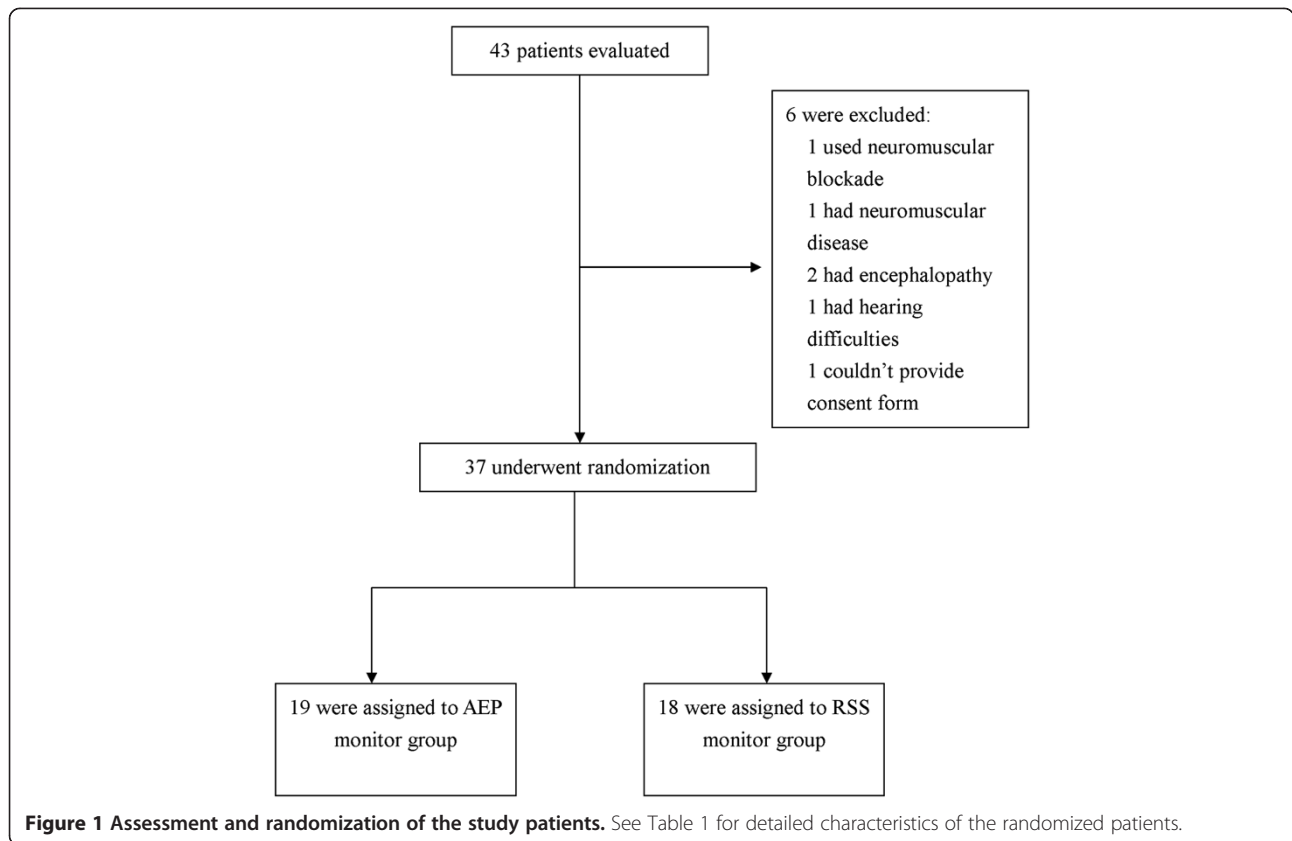 43 patients evaluated
6 were excluded:
1 used neuromuscular
blockade
1 had neuromuscular
disease
2 had encephalopathy
1 had hearing
difficulties
1 couldn’t provide
consent form
37 underwent randomization
19 were assigned to AEP
monitor group
18 were assigned to RSS
monitor group
Figure 1 Assessment and randomization of the study patients. See Table 1 for detailed characteristics of the randomized patients.